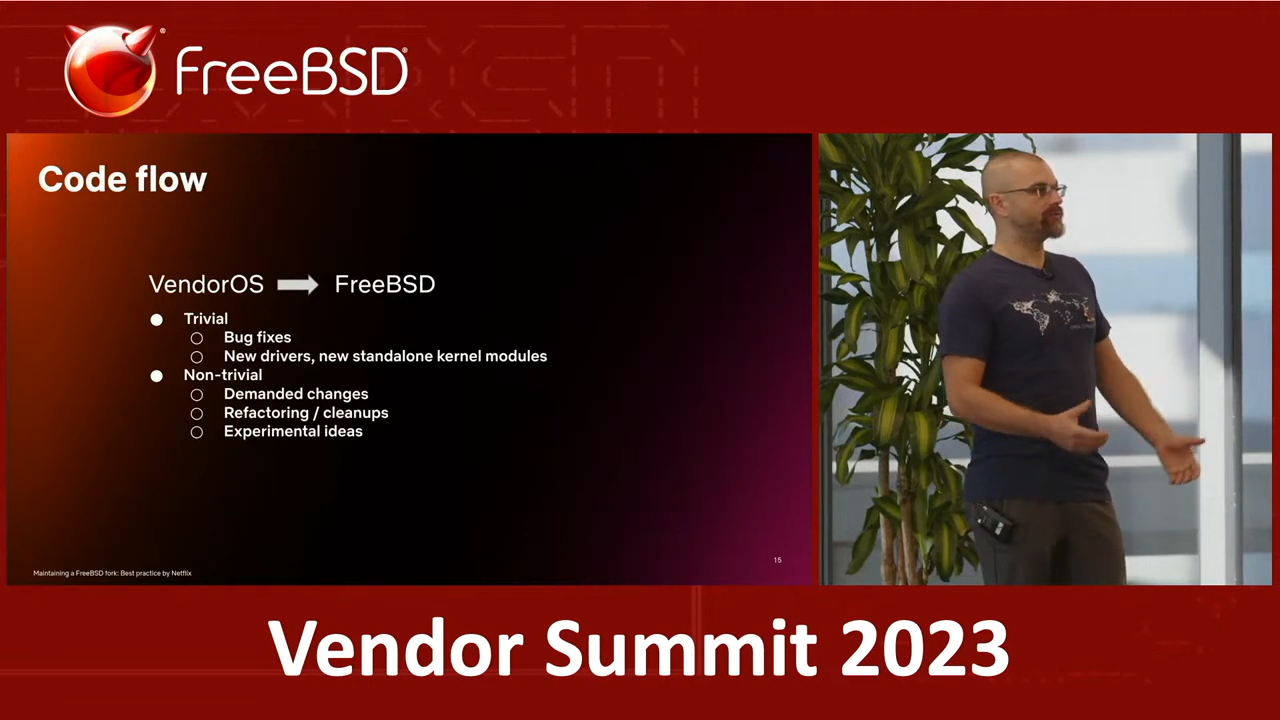 FreeBSD®
Code flow
VendorOS FreeBSD
● Trivial
○ Bug fixes
○ New drivers, new standalone kernel modules
● Non-trivial
○ Demanded changes
○ Refactoring / cleanups
○ Experimental ideas
15
Maintaining a FreeBSD fork: Best practice by Netflix
Vendor Summit 2023